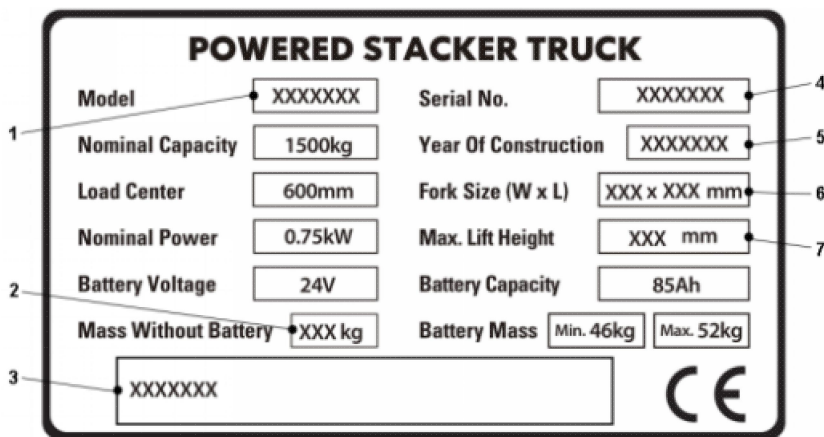 POWERED STACKER TRUCK
Model XXXXXXX Serial No. XXXXXXX 4
1
Nominal Capacity 1500kg Year Of Construction XXXXXXX 5
Load Center 600mm Fork Size (W x L) XXX x XXX mm 6
Nominal Power 0.75kW Max. Lift Height XXX mm 7
2
Battery Voltage 24V Battery Capacity 85Ah
Mass Without Battery XXX kg Battery Mass Min. 46kg Max. 52kg
3 XXXXXXX CE